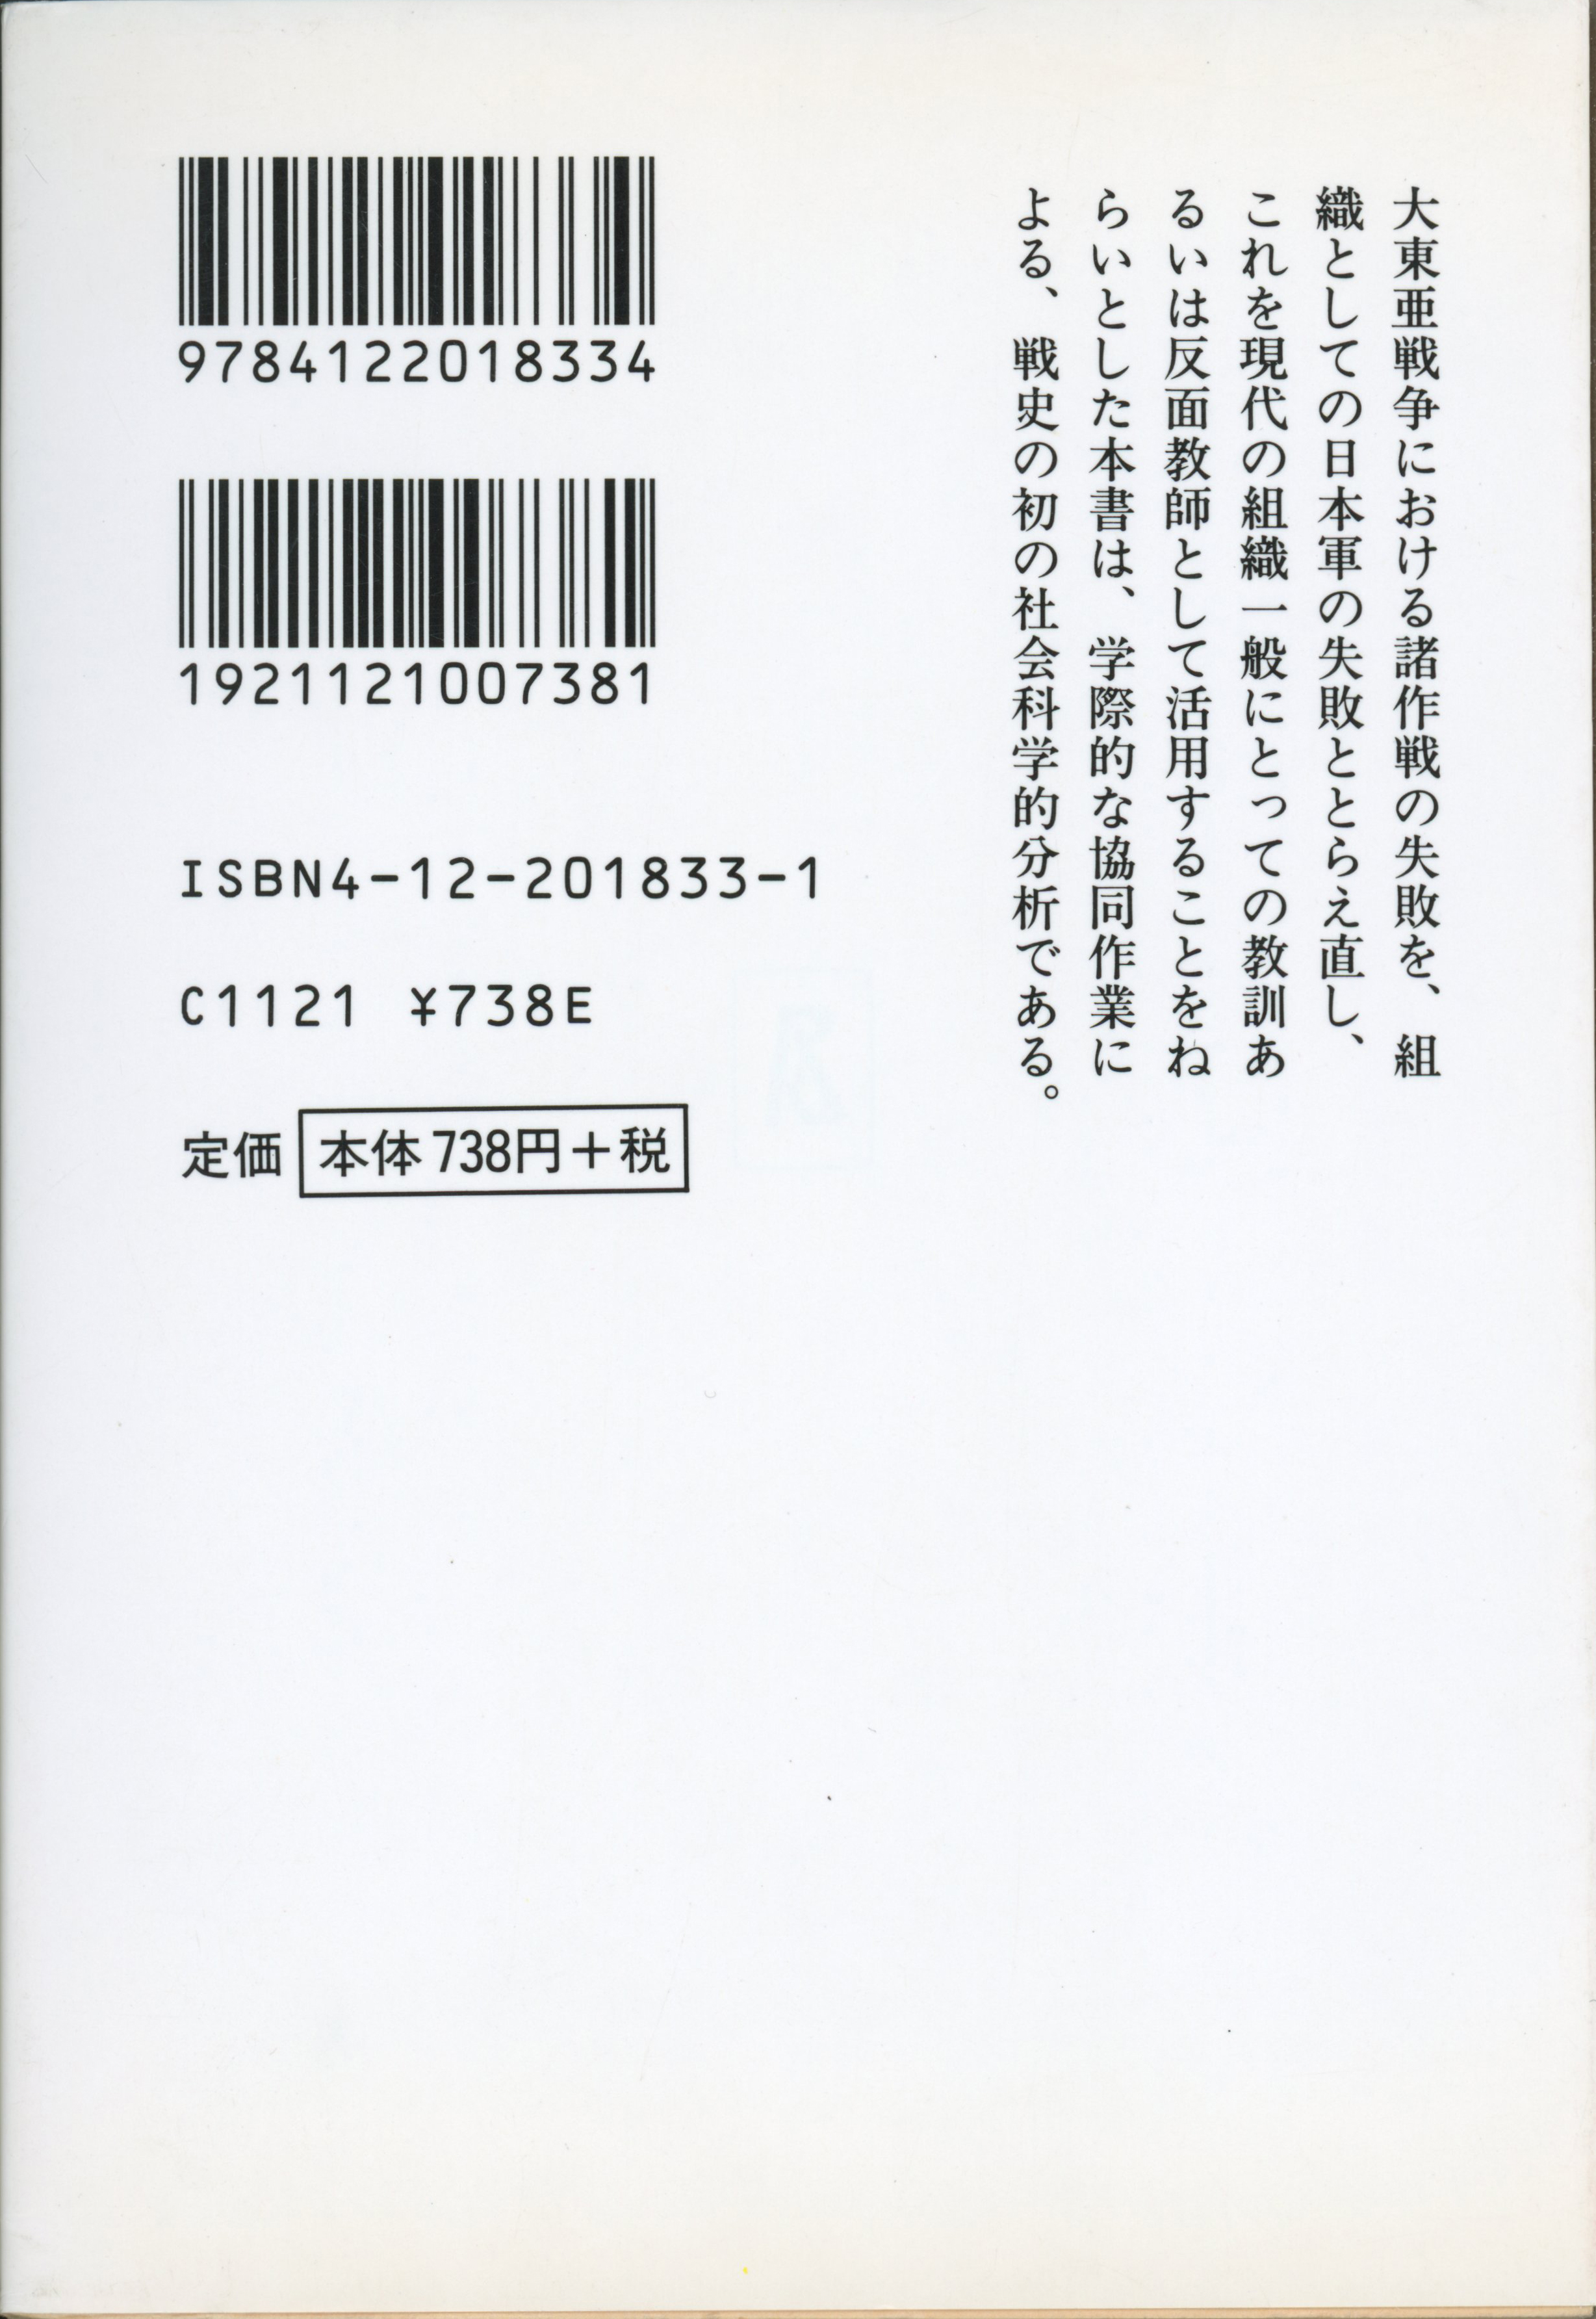 大東亜戦争における諸作戦の失敗を、組
織としての日本軍の失敗ととらえ直し、
これを現代の組織一般にとっての教訓あ
るいは反面教師として活用することをね
らいとした本書は、学際的な協同作業に
よる、戦史の初の社会科学的分析である。
9784122018334
1921121007381
ISBN4-12-201833-1
C1121 ¥738E
定価 本体738円+税